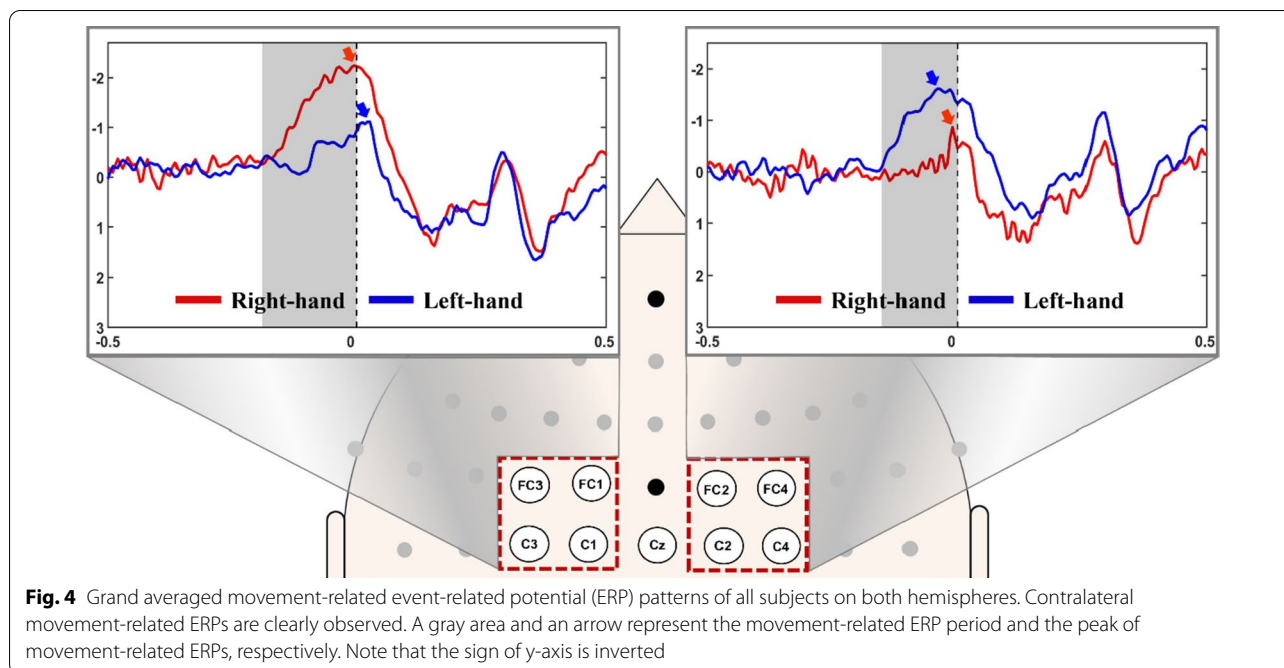 -2
-1
0
1
2
3
-0.5
0
0.5
Right-hand
Left-hand
-2
-1
0
1
2
3
-0.5
0
0.5
Right-hand
Left-hand
FC3 FC1 FC2 FC4
C3 C1 Cz C2 C4
Fig. 4 Grand averaged movement-related event-related potential (ERP) patterns of all subjects on both hemispheres. Contralateral
movement-related ERPs are clearly observed. A gray area and an arrow represent the movement-related ERP period and the peak of
movement-related ERPs, respectively. Note that the sign of y-axis is inverted